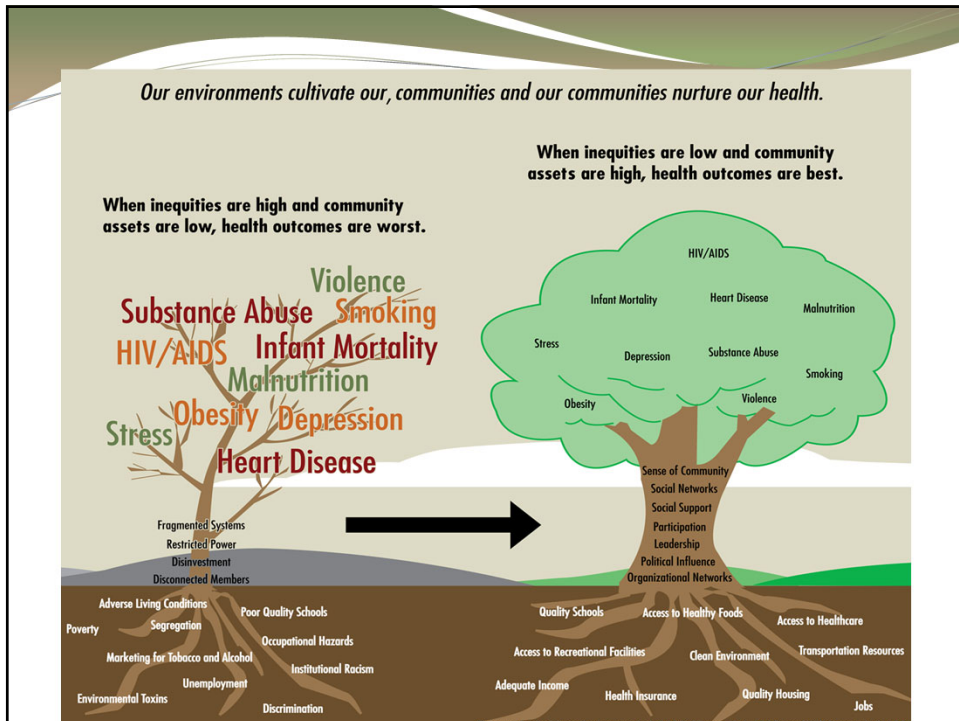 Our environments cultivate our, communities and our communities nurture our health.
When inequities are high and community
assets are low, health outcomes are worst.
Violence
Substance Abuse
Smoking
HIV/AIDS
Infant Mortality
Malnutrition
Obesity
Depression
Stress
Heart Disease
Fragmented Systems
Restricted Power
Disinvestment
Disconnected Members
Adverse Living Conditions
Poor Quality Schools
Poverty
Segregation
Occupational Hazards
Marketing for Tobacco and Alcohol
Institutional Racism
Unemployment
Environmental Toxins
Discrimination
When inequities are low and community
assets are high, health outcomes are best.
HIV/AIDS
Infant Mortality
Heart Disease
Malnutrition
Stress
Depression
Substance Abuse
Smoking
Obesity
Violence
Sense of Community
Social Networks
Social Support
Participation
Leadership
Political Influence
Organizational Networks
Quality Schools
Access to Healthy Foods
Access to Healthcare
Access to Recreational Facilities
Clean Environment
Transportation Resources
Adequate Income
Health Insurance
Quality Housing
Jobs